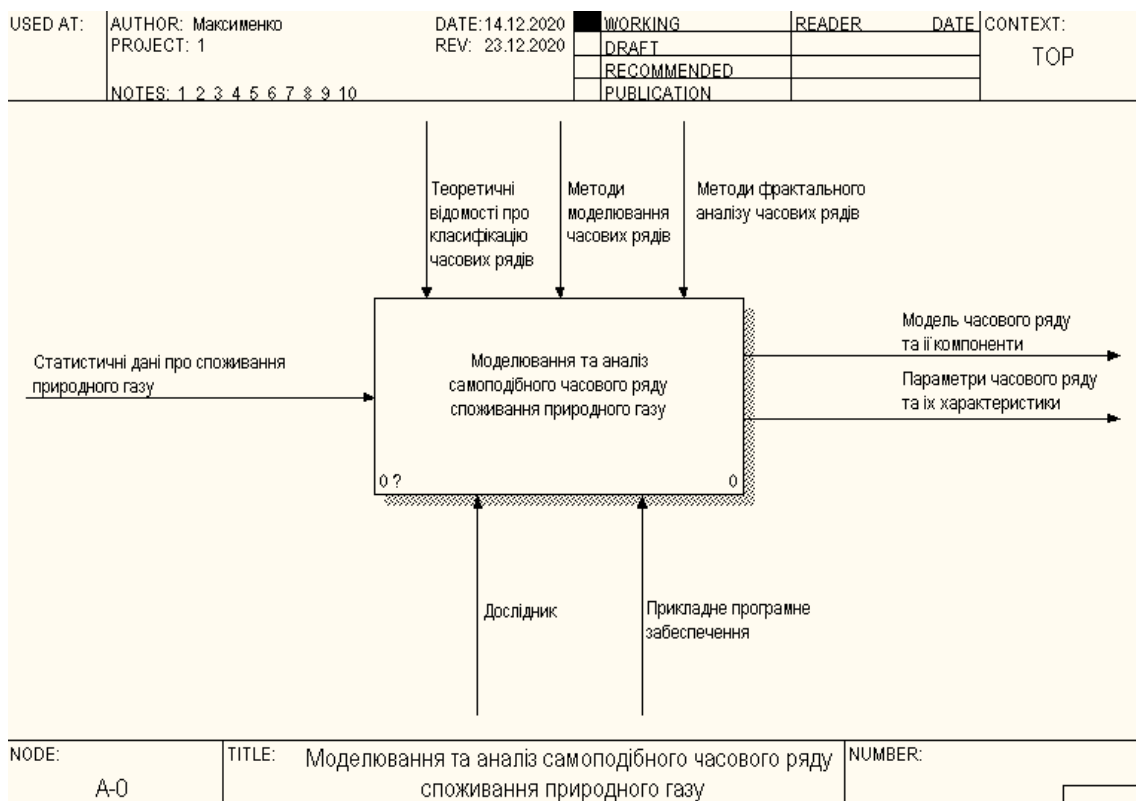 USED AT:
AUTHOR: Максименко
DATE:14.12.2020
WORKING
READER
DATE
CONTEXT:
PROJECT: 1
REV: 23.12.2020
DRAFT
TOP
RECOMMENDED
NOTES: 1 2 3 4 5 6 7 8 9 10
PUBLICATION
Теоретичні
відомості про
класифікацію
часових рядів
Методи
моделювання
часових рядів
Методи фрактального
аналізу часових рядів
Статистичні дані про споживання
природного газу
Моделювання та аналіз
самоподібного часового ряду
споживання природного газу
0 ?
0
Модель часового ряду
та її компоненти
Параметри часового ряду
та їх характеристики
Дослідник
Прикладне програмне
забеспечення
NODE:
A-0
TITLE:
Моделювання та аналіз самоподібного часового ряду
споживання природного газу
NUMBER: